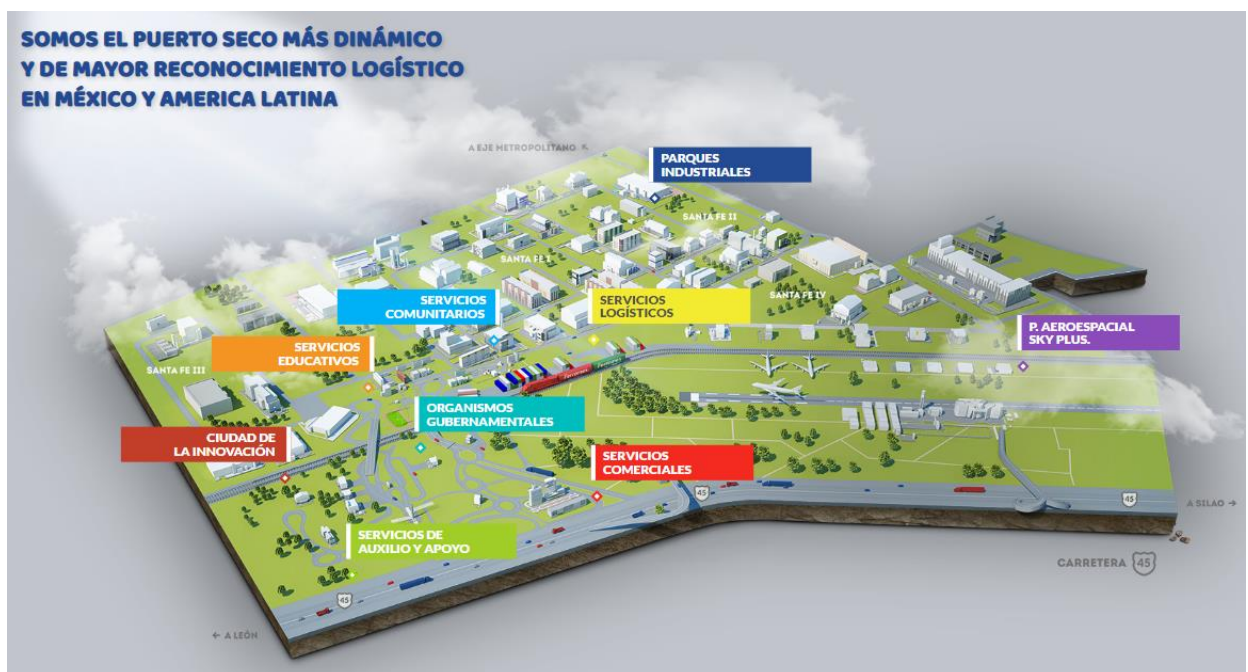 SOMOS EL PUERTO SECO MÁS DINÁMICO
Y DE MAYOR RECONOCIMIENTO LOGÍSTICO
EN MÉXICO Y AMERICA LATINA
A EJE METROPOLITANO
PARQUES
INDUSTRIALES
SANTA FE II
SANTA FE I
SERVICIOS
COMUNITARIOS
SERVICIOS
LOGÍSTICOS
SANTA FE IV
P. AEROESPACIAL
SKY PLUS.
SERVICIOS
EDUCATIVOS
SANTA FE III
ORGANISMOS
GUBERNAMENTALES
CIUDAD DE
LA INNOVACIÓN
SERVICIOS
COMERCIALES
45
45
A SILAO →
SERVICIOS DE
AUXILIO Y APOYO
CARRETERA 45
45
← A LEÓN